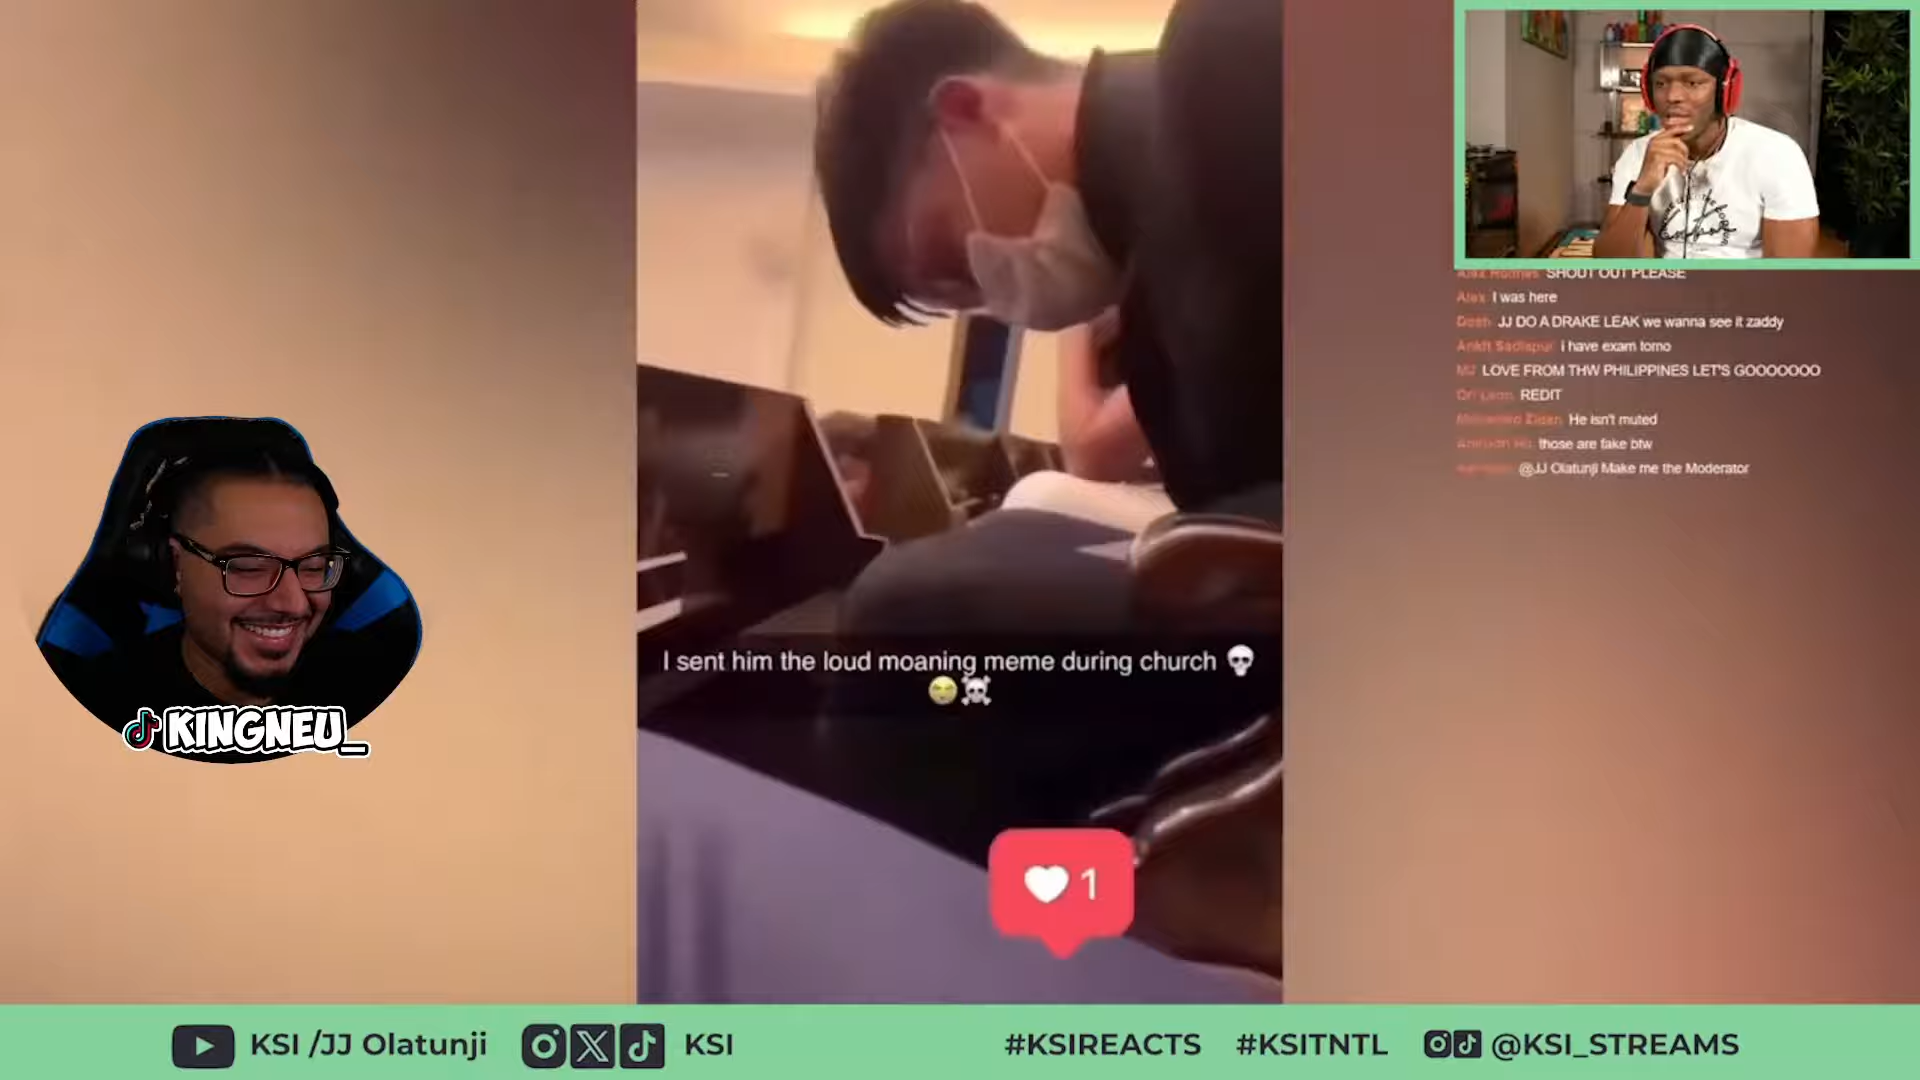 SHOUT OUT PLEASE
Alex I was here
JJ DO A DRAKE LEAK we wanna see it zaddy
i have exam tomo
MJ LOVE FROM THW PHILIPPINES LET'S GOOOOOOO
REDIT
He isn't muted
those are fake btw
@JJ Olatunji Make me the Moderator
KINGNEU_
I sent him the loud moaning meme during church 💀
😂☠️
1
KSI /JJ Olatunji KSI #KSIREACTS #KSITNTL @KSI_STREAMS